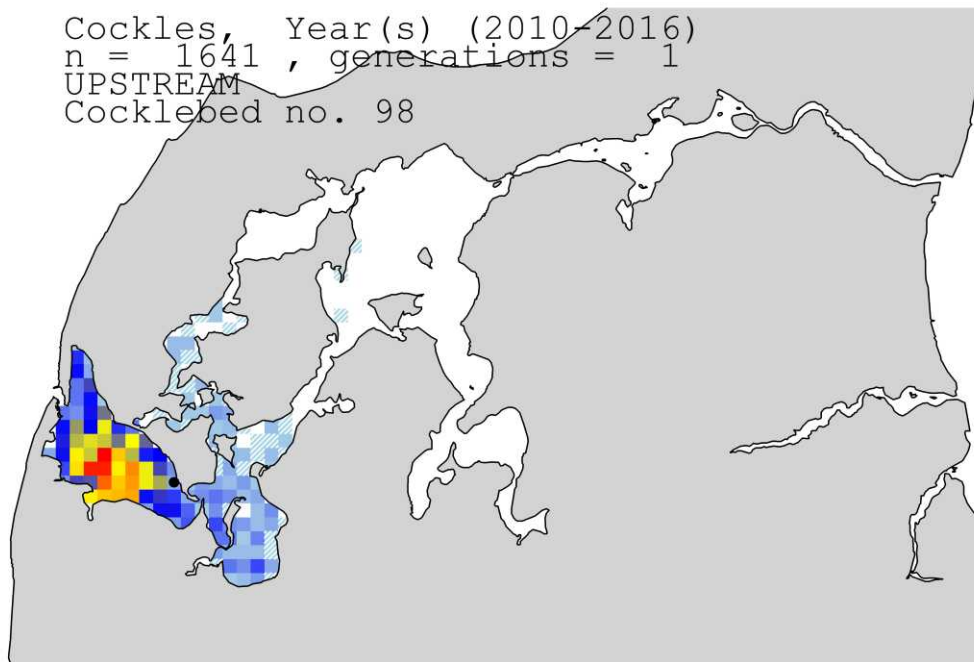 Cockles, Year(s) (2010-2016)
n = 1641 , generations = 1
UPSTREAM
Cocklebed no. 98